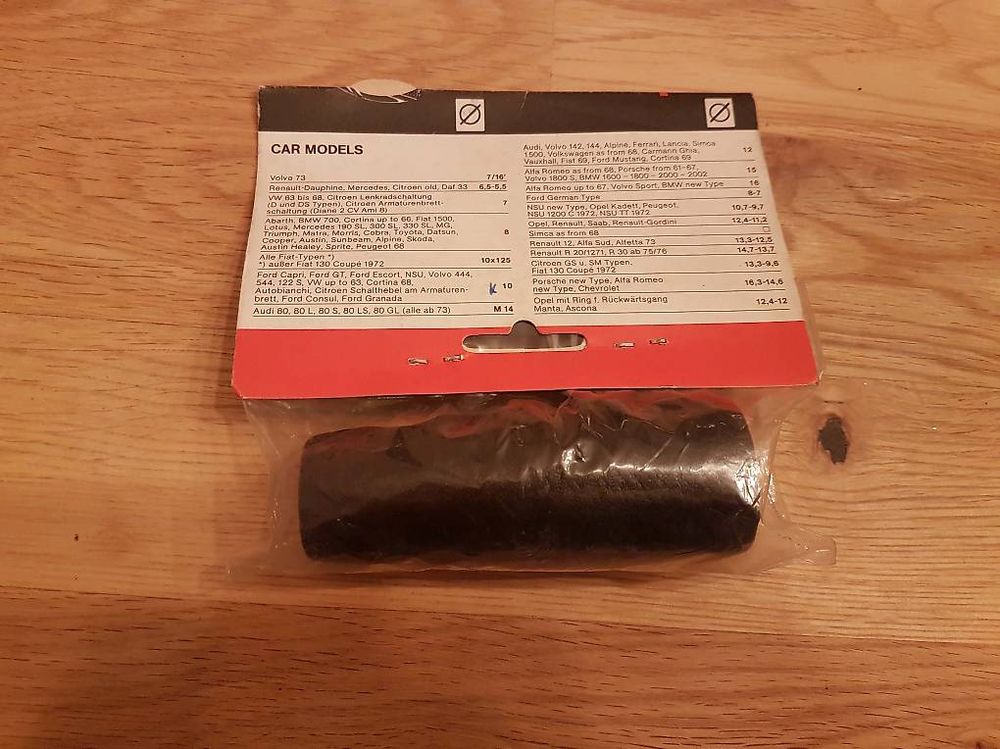 Ø
Ø
CAR MODELS
Volvo 73 7/16'
Renault-Dauphine, Mercedes, Citroen old, Daf 33 6,5-5,5
VW 63 bis 68, Citroen Lenkradschaltung
(D und DS Typen), Citroen Armaturenbrett-
schaltung (Diane 2 CV Ami 8) 7
Abarth, BMW 700, Cortina up to 66, Fiat 1500,
Lotus, Mercedes 190 SL, 300 SL, 330 SL, MG,
Triumph, Matra, Morris, Cobra, Toyota, Datsun,
Cooper, Austin, Sunbeam, Alpine, Skoda,
Austin Healey, Sprite, Peugeot 68 8
Alle Fiat-Typen *)
*) außer Fiat 130 Coupé 1972 10x125
Ford Capri, Ford GT, Ford Escort, NSU, Volvo 444,
544, 122 S, VW up to 63, Cortina 68,
Autobianchi, Citroen Schalthebel am Armaturen-
brett, Ford Consul, Ford Granada 10
Audi 80, 80 L, 80 S, 80 LS, 80 GL (alle ab 73) M 14
Audi, Volvo 142, 144, Alpine, Ferrari, Lancia, Simca
1500, Volkswagen as from 68, Carmann Ghia,
Vauxhall, Fiat 69, Ford Mustang, Cortina 69 12
Alfa Romeo as from 68, Porsche from 61-67,
Volvo 1800 S, BMW 1600 - 1800 - 2000 - 2002 15
Alfa Romeo up to 67, Volvo Sport, BMW new Type 16
Ford German Type 8-7
NSU new Type, Opel Kadett, Peugeot,
NSU 1200 C 1972, NSU TT 1972 10,7-9,7
Opel, Renault, Saab, Renault-Gordini 12,4-11,2
Simca as from 68 □
Renault 12, Alfa Sud, Alfetta 73 13,3-12,5
Renault R 20/1271, R 30 ab 75/76 14,7-13,7
Citroen GS u. SM Typen,
Fiat 130 Coupé 1972 13,3-9,6
Porsche new Type, Alfa Romeo
new Type, Chevrolet 16,3-14,6
Opel mit Ring f. Rückwärtsgang
Manta, Ascona 12,4-12